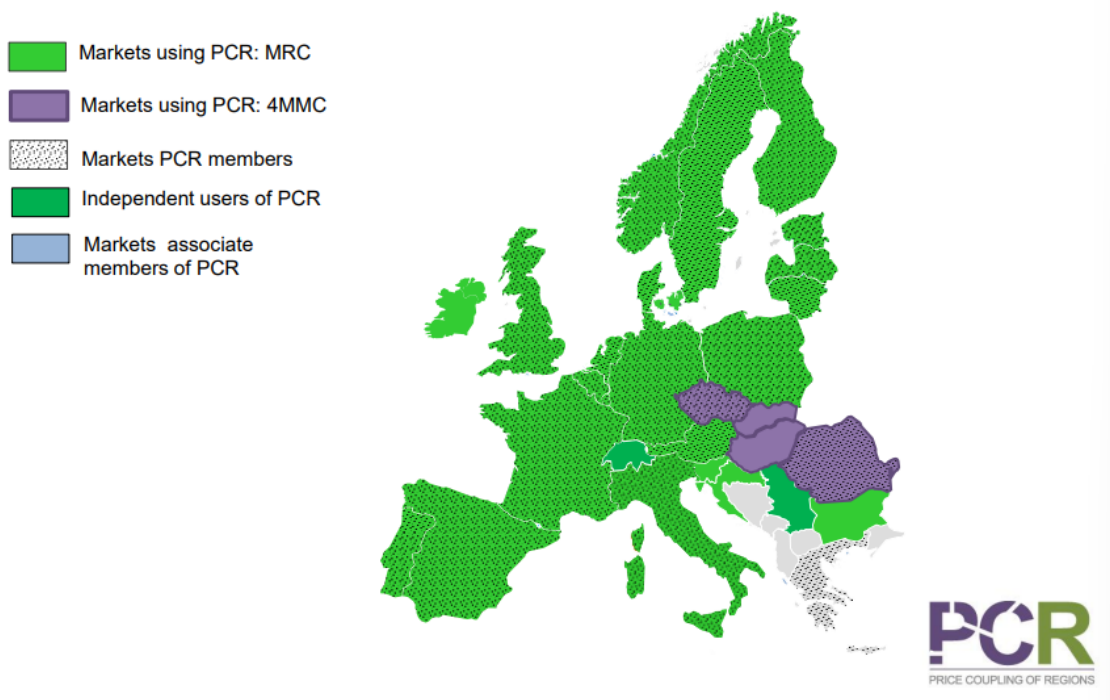 Markets using PCR: MRC
Markets using PCR: 4MMC
Markets PCR members
Independent users of PCR
Markets associate
members of PCR
PCR
PRICE COUPLING OF REGIONS